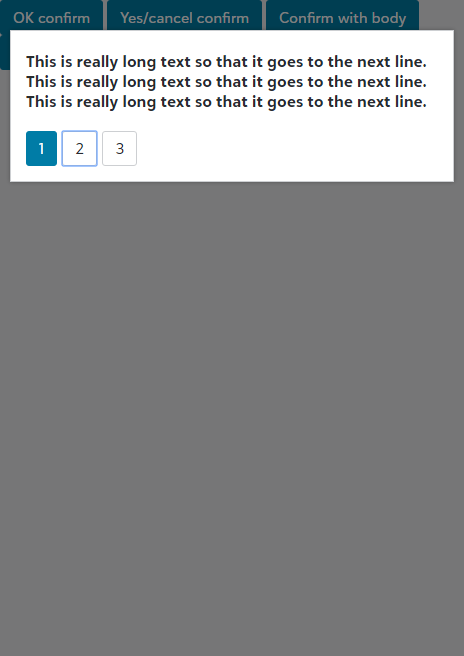 OK confirm Yes/cancel confirm Confirm with body
This is really long text so that it goes to the next line.
This is really long text so that it goes to the next line.
This is really long text so that it goes to the next line.
1 2 3